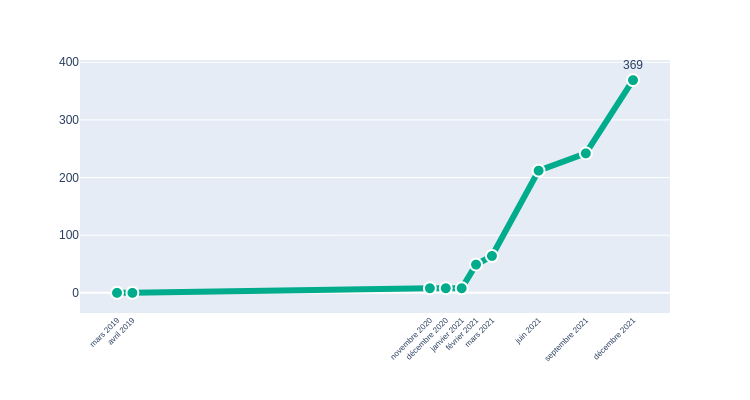 400
369
300
200
100
0
mars 2019
avril 2019
novembre 2020
décembre 2020
janvier 2021
février 2021
mars 2021
juin 2021
septembre 2021
décembre 2021